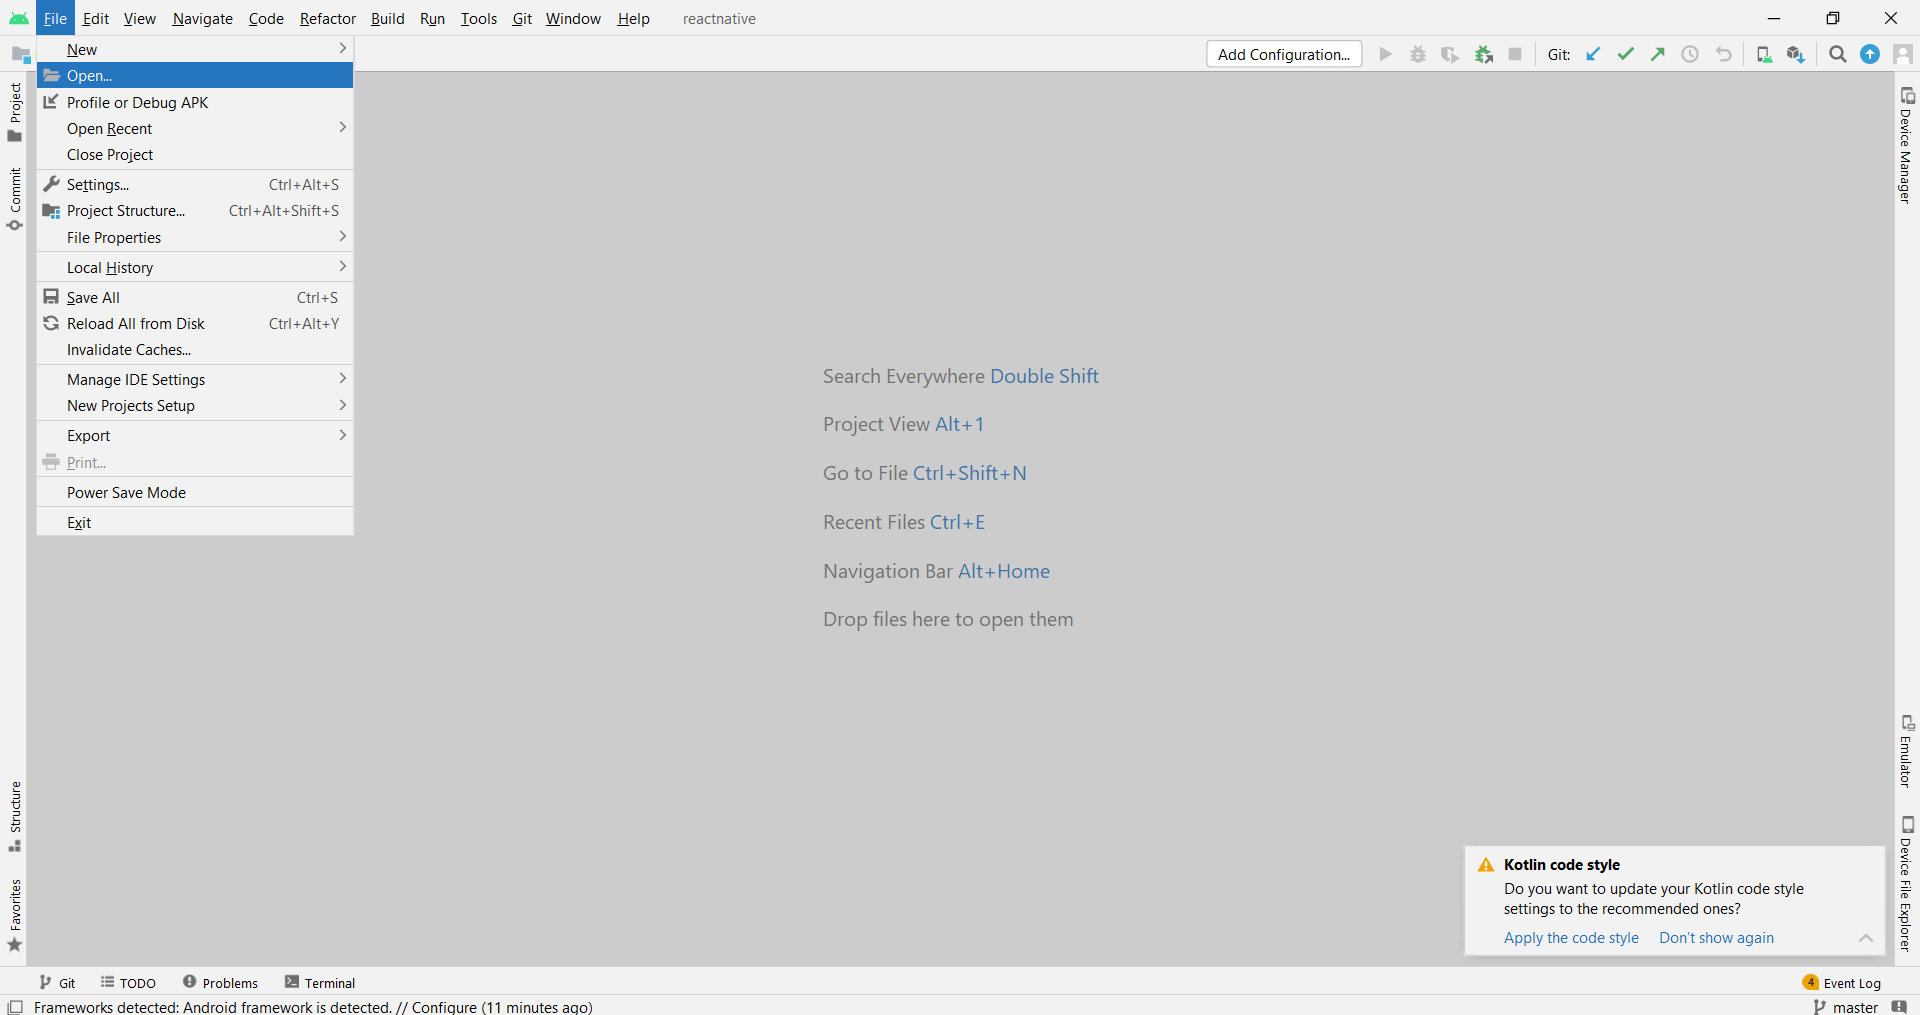 File Edit View Navigate Code Refactor Build Run Tools Git Window Help reactnative
Add Configuration... Git:
New
Open...
Profile or Debug APK
Open Recent
Close Project
Settings... Ctrl+Alt+S
Project Structure... Ctrl+Alt+Shift+S
File Properties
Local History
Save All Ctrl+S
Reload All from Disk Ctrl+Alt+Y
Invalidate Caches...
Manage IDE Settings
New Projects Setup
Export
Print...
Power Save Mode
Exit
Project
Commit
Structure
Favorites
Search Everywhere Double Shift
Project View Alt+1
Go to File Ctrl+Shift+N
Recent Files Ctrl+E
Navigation Bar Alt+Home
Drop files here to open them
Device Manager
Emulator
Device File Explorer
Kotlin code style
Do you want to update your Kotlin code style
settings to the recommended ones?
Apply the code style Don't show again
Git TODO Problems Terminal 4 Event Log
Frameworks detected: Android framework is detected. // Configure (11 minutes ago) master